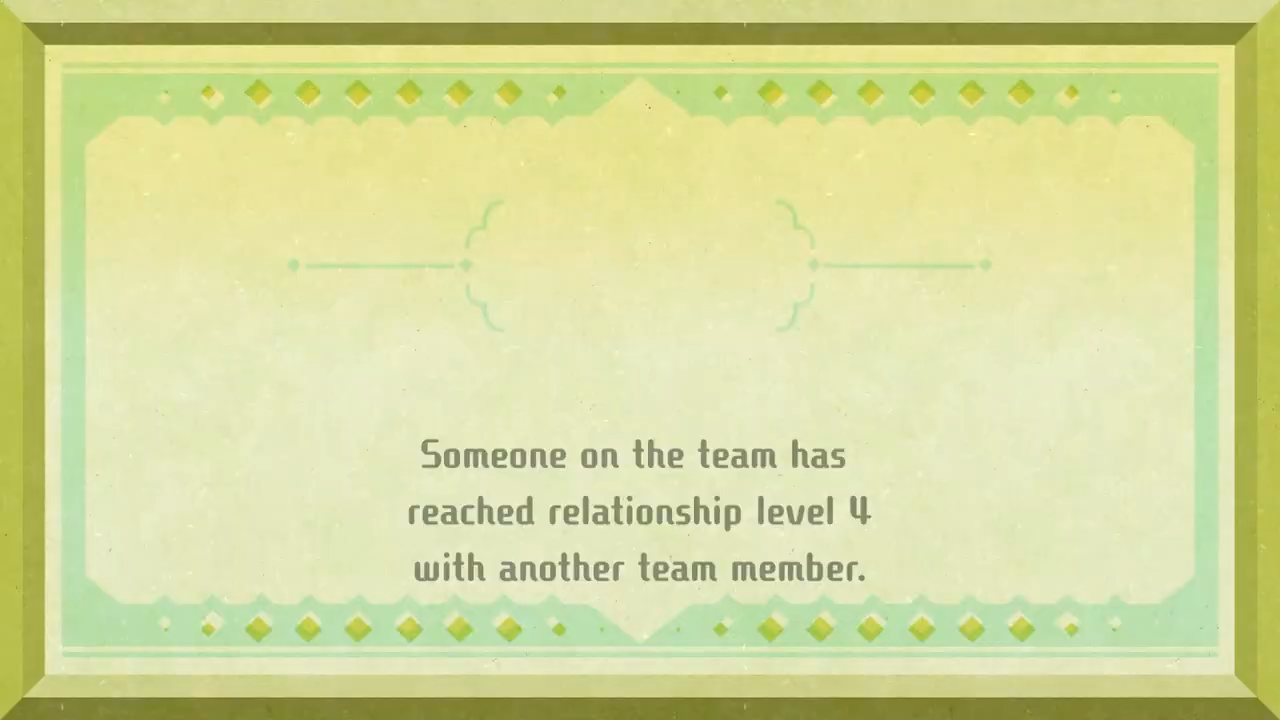 Someone on the team has
reached relationship level 4
with another team member.